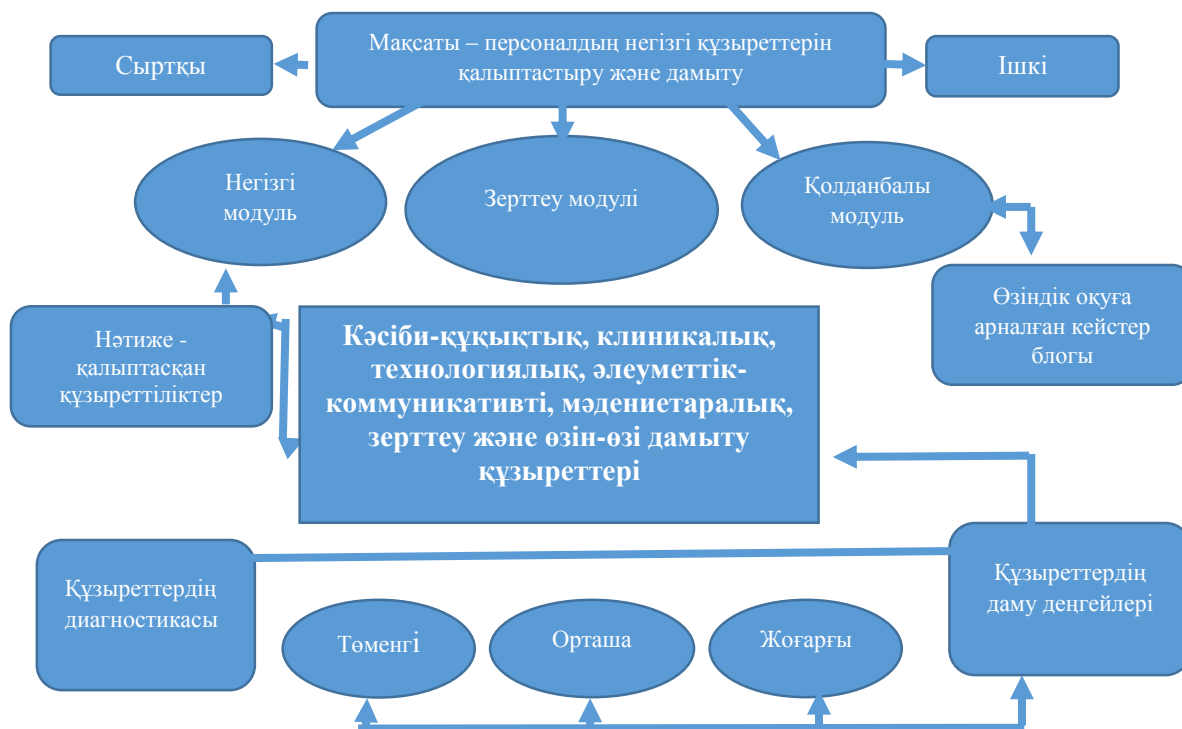 Мақсаты – персоналдың негізгі құзыреттерін
қалыптастыру және дамыту
Сыртқы
Ішкі
Негізгі
модуль
Зерттеу модулі
Қолданбалы
модуль
Нәтиже -
қалыптасқан
құзыреттіліктер
Кәсіби-құқықтық, клиникалық,
технологиялық, әлеуметтік-
коммуникативті, мәдениетаралық,
зерттеу және өзін-өзі дамыту
құзыреттері
Өзіндік оқуға
арналған кейстер
блогы
Құзыреттердің
диагностикасы
Төменгі
Орташа
Жоғарғы
Құзыреттердің
даму деңгейлері